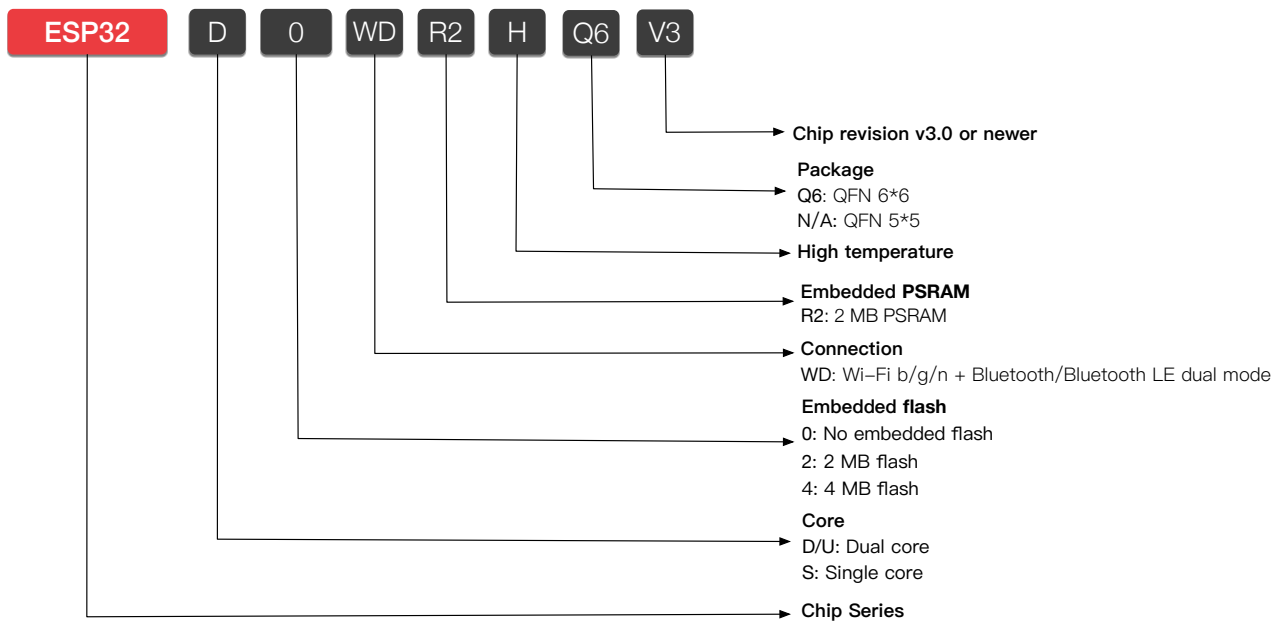 ESP32 D 0 WD R2 H Q6 V3
Chip revision v3.0 or newer
Package
Q6: QFN 6*6
N/A: QFN 5*5
High temperature
Embedded PSRAM
R2: 2 MB PSRAM
Connection
WD: Wi-Fi b/g/n + Bluetooth/Bluetooth LE dual mode
Embedded flash
0: No embedded flash
2: 2 MB flash
4: 4 MB flash
Core
D/U: Dual core
S: Single core
Chip Series